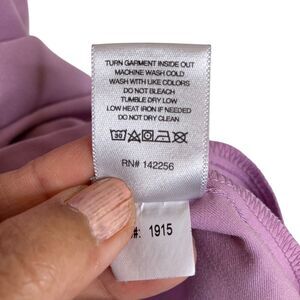 TURN GARMENT INSIDE OUT
MACHINE WASH COLD
WASH WITH LIKE COLORS
DO NOT BLEACH
TUMBLE DRY LOW
LOW HEAT IRON IF NEEDED
DO NOT DRY CLEAN
30
RN# 142256
#: 1915